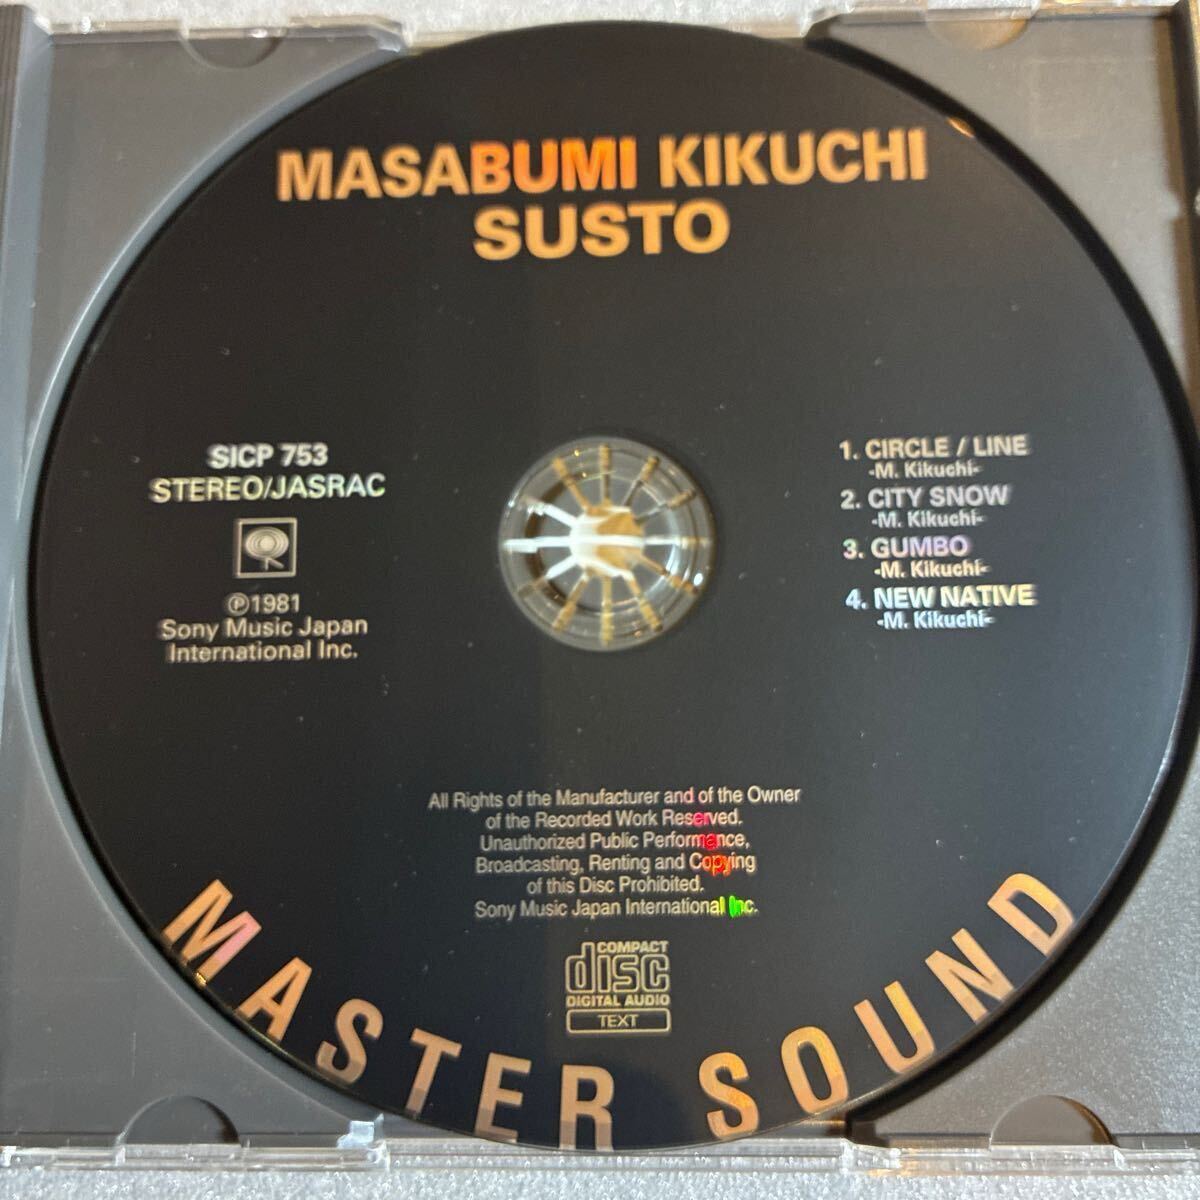 MASABUMI KIKUCHI
SUSTO
SICP 753
STEREO/JASRAC
℗1981
Sony Music Japan
International Inc.
1. CIRCLE / LINE
-M. Kikuchi-
2. CITY SNOW
-M. Kikuchi-
3. GUMBO
-M. Kikuchi-
4. NEW NATIVE
-M. Kikuchi-
All Rights of the Manufacturer and of the Owner
of the Recorded Work Reserved.
Unauthorized Public Performance,
Broadcasting, Renting and Copying
of this Disc Prohibited.
Sony Music Japan International Inc.
COMPACT
disc
DIGITAL AUDIO
TEXT
MASTER SOUND